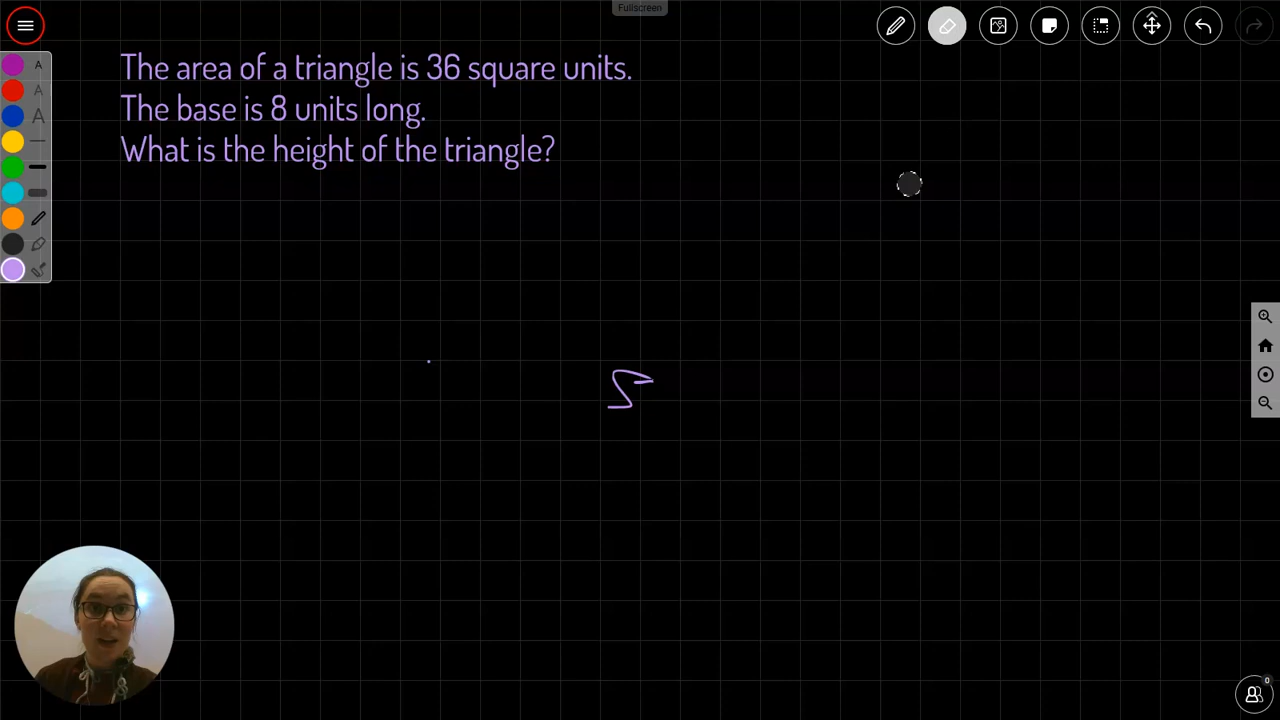 Fullscreen
The area of a triangle is 36 square units.
The base is 8 units long.
What is the height of the triangle?
A
A
A
0